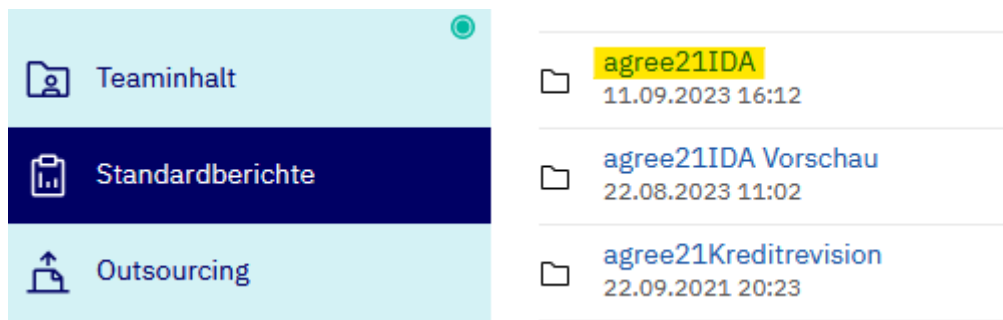 Teaminhalt
Standardberichte
Outsourcing
agree21IDA
11.09.2023 16:12
agree21IDA Vorschau
22.08.2023 11:02
agree21Kreditrevision
22.09.2021 20:23